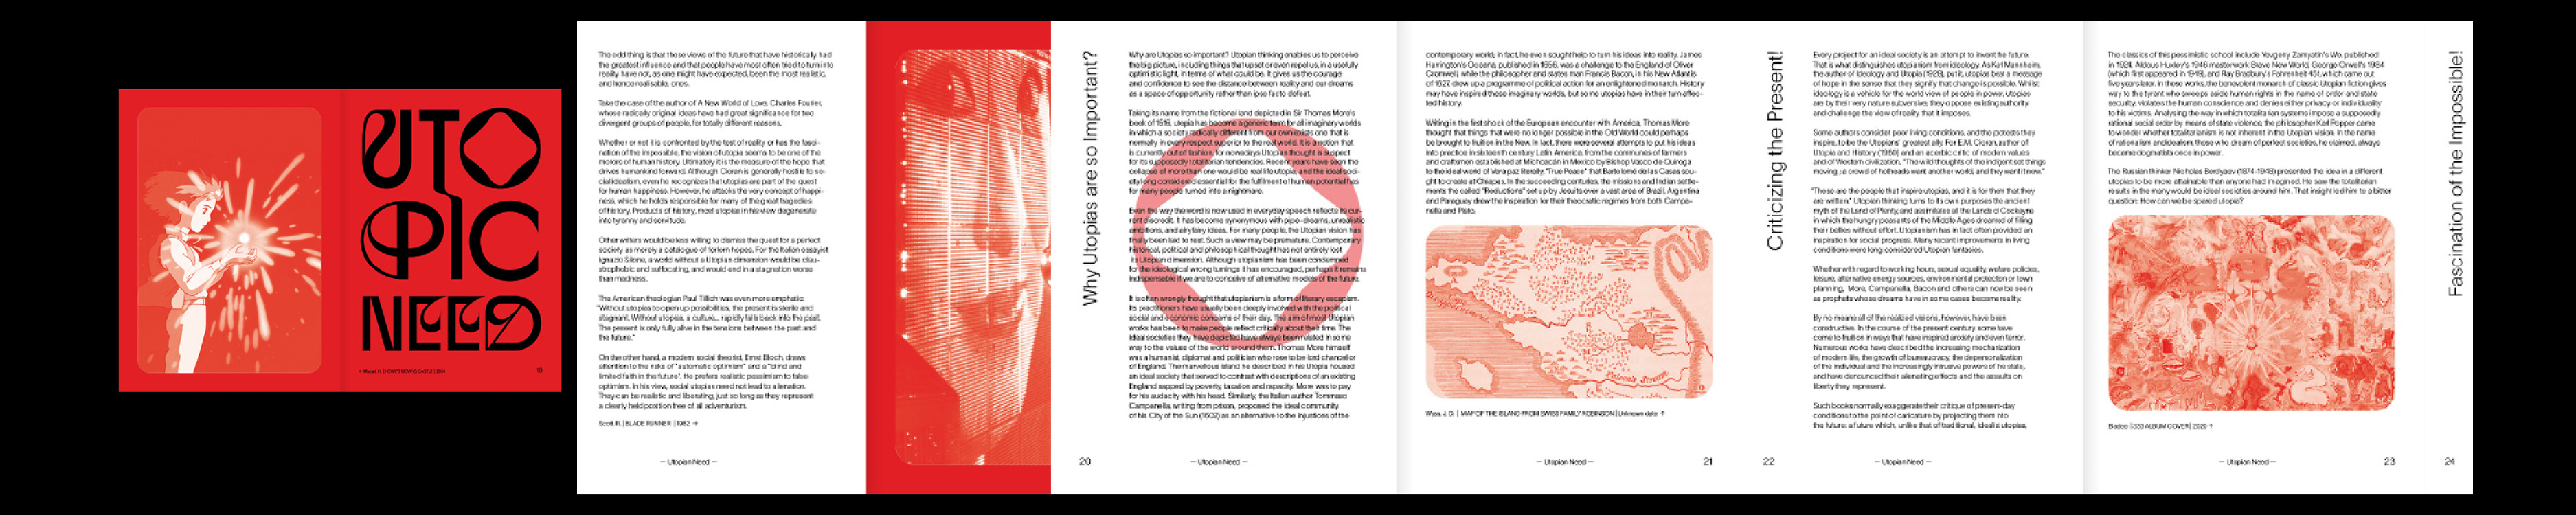 UTO
PIC
NEED
19
The odd thing is that those views of the future that have historically had
the greatest influence and that people have most often tried to turn into
reality have not, as one might have expected, been the most realistic,
and hence realisable, ones.
Take the case of the author of A New World of Love, Charles Fourier,
whose radically original ideas have had great significance for two
divergent groups of people, for totally different reasons.
Whether or not it is confronted by the test of reality or has the fasci-
nation of the impossible, the vision of utopia seems to be one of the
motors of human history. Ultimately it is the measure of the hope that
drives humankind forward. Although Cioran is generally hostile to so-
cial idealism, even he recognizes that utopias are part of the quest
for human happiness. However, he attacks the very concept of happi-
ness, which he holds responsible for many of the great tragedies
of history. Products of history, most utopias in his view degenerate
into tyranny and servitude.
Other writers would be less willing to dismiss the quest for a perfect
society as merely a catalogue of forlorn hopes. For the Italian essayist
Ignazio Silone, a world without a Utopian dimension would be clau-
strophobic and suffocating, and would end in a stagnation worse
than madness.
The American theologian Paul Tillich was even more emphatic:
"Without utopias to open up possibilities, the present is sterile and
stagnant. Without utopias, a culture... rapidly falls back into the past.
The present is only fully alive in the tensions between the past and
the future."
On the other hand, a modern social theorist, Ernst Bloch, draws
attention to the risks of "automatic optimism" and a "blind and
limited faith in the future". He prefers realistic pessimism to false
optimism. In his view, social utopias need not lead to alienation.
They can be realistic and liberating, just so long as they represent
a clearly held position free of all adventurism.
Scott, R. | BLADE RUNNER | 1982 →
— Utopian Need —
Why Utopias are so Important?
20
Why are Utopias so important? Utopian thinking enables us to perceive
the big picture, including things that upset or even repel us, in a usefully
optimistic light, in terms of what could be. It gives us the courage
and confidence to see the distance between reality and our dreams
as a space of opportunity rather than ipso facto defeat.
Taking its name from the fictional land depicted in Sir Thomas More's
book of 1516, utopia has become a generic term for all imaginary worlds
in which a society radically different from our own exists one that is
normally in every respect superior to the real world. It is a notion that
is currently out of fashion, for nowadays Utopian thought is suspect
for its supposedly totalitarian tendencies. Recent years have seen the
collapse of more than one would be real life utopia, and the ideal soci-
ety long considered essential for the fulfilment of human potential has
for many people turned into a nightmare.
Even the way the word is now used in everyday speech reflects its cur-
rent discredit. It has become synonymous with pipe-dreams, unrealistic
ambitions, and airy fairy ideas. For many people, the Utopian vision has
finally been laid to rest. Such a view may be premature. Contemporary
historical, political and philosophical thought has not entirely lost
its Utopian dimension. Although utopianism has been condemned
for the ideological wrong turnings it has encouraged, perhaps it remains
indispensable if we are to conceive of alternative models of the future.
It is often wrongly thought that utopianism is a form of literary escapism.
Its practitioners have usually been deeply involved with the political
social and economic concerns of their day. The aim of most Utopian
works has been to make people reflect critically about their time. The
ideal societies they have depicted have always been related in some
way to the values of the world around them. Thomas More himself
was a humanist, diplomat and politician who rose to be lord chancellor
of England. The marvellous island he described in his Utopia housed
an ideal society that served to contrast with descriptions of an existing
England sapped by poverty, taxation and rapacity. More was to pay
for his audacity with his head. Similarly, the Italian author Tommaso
Campanella, writing from prison, proposed the ideal community
of his City of the Sun (1602) as an alternative to the injustices of the
— Utopian Need —
contemporary world; in fact, he even sought help to turn his ideas into reality. James
Harrington's Oceana, published in 1656, was a challenge to the England of Oliver
Cromwell, while the philosopher and states man Francis Bacon, in his New Atlantis
of 1627, drew up a programme of political action for an enlightened monarch. History
may have inspired these imaginary worlds, but some utopias have in their turn affec-
ted history.
Writing in the first shock of the European encounter with America, Thomas More
thought that things that were no longer possible in the Old World could perhaps
be brought to fruition in the New. In fact, there were several attempts to put his ideas
into practice in sixteenth century Latin America, from the communes of farmers
and craftsmen established at Michoacán in Mexico by Bishop Vasco de Quiroga
to the ideal world of Vera paz literally, "True Peace" that Bartolomé de las Casas sou-
ght to create at Chiapas. In the succeeding centuries, the missions and Indian settle-
ments the called "Reductions" set up by Jesuits over a vast area of Brazil, Argentina
and Paraguay drew the inspiration for their theocratic regimes from both Campa-
nella and Plato.
Wyss, J. D. | MAP OF THE ISLAND FROM SWISS FAMILY ROBINSON | Unknown date ↑
— Utopian Need —
21
Criticizing the Present!
22
Every project for an ideal society is an attempt to invent the future.
That is what distinguishes utopianism from ideology. As Karl Mannheim,
the author of Ideology and Utopia (1929), put it, utopias bear a message
of hope in the sense that they signify that change is possible. Whilst
ideology is a vehicle for the world view of people in power, utopias
are by their very nature subversive; they oppose existing authority
and challenge the view of reality that it imposes.
Some authors consider poor living conditions, and the protests they
inspire, to be the Utopians' greatest ally. For E.M. Cioran, author of
Utopia and History (1960) and an acerbic critic of modern values
and of Western civilization, "The wild thoughts of the indigent set things
moving ; a crowd of hotheads want another world, and they want it now."
"These are the people that inspire utopias, and it is for them that they
are written." Utopian thinking turns to its own purposes the ancient
myth of the Land of Plenty, and assimilates all the Lands of Cockayne
in which the hungry peasants of the Middle Ages dreamed of filling
their bellies without effort. Utopianism has in fact often provided an
inspiration for social progress. Many recent improvements in living
conditions were long considered Utopian fantasies.
Whether with regard to working hours, sexual equality, welfare policies,
leisure, alternative energy sources, environmental protection or town
planning, More, Campanella, Bacon and others can now be seen
as prophets whose dreams have in some cases become reality.
By no means all of the realized visions, however, have been
constructive. In the course of the present century some have
come to fruition in ways that have inspired anxiety and even terror.
Numerous works have described the increasing mechanization
of modern life, the growth of bureaucracy, the depersonalization
of the individual and the increasingly intrusive powers of the state,
and have denounced their alienating effects and the assaults on
liberty they represent.
Such books normally exaggerate their critique of present-day
conditions to the point of caricature by projecting them into
the future: a future which, unlike that of traditional, idealist utopias,
— Utopian Need —
The classics of this pessimistic school include Yevgeny Zamyatin's We, published
in 1924, Aldous Huxley's 1946 masterwork Brave New World, George Orwell's 1984
(which first appeared in 1949), and Ray Bradbury's Fahrenheit 451, which came out
five years later. In these works, the benevolent monarch of classic Utopian fiction gives
way to the tyrant who sweeps aside human rights in the name of order and state
security, violates the human conscience and denies either privacy or individuality
to his victims. Analysing the way in which totalitarian systems impose a supposedly
rational social order by means of state violence, the philosopher Karl Popper came
to wonder whether totalitarianism is not inherent in the Utopian vision. In the name
of rationalism and idealism, those who dream of perfect societies, he claimed, always
became dogmatists once in power.
The Russian thinker Nicholas Berdyaev (1874-1948) presented the idea in a different
utopias to be more attainable than anyone had imagined. He saw the totalitarian
results in the many would be ideal societies around him. That insight led him to a bitter
question: How can we be spared utopia?
Bladee | 333 ALBUM COVER | 2020 ↑
— Utopian Need —
23
Fascination of the Impossible!
24